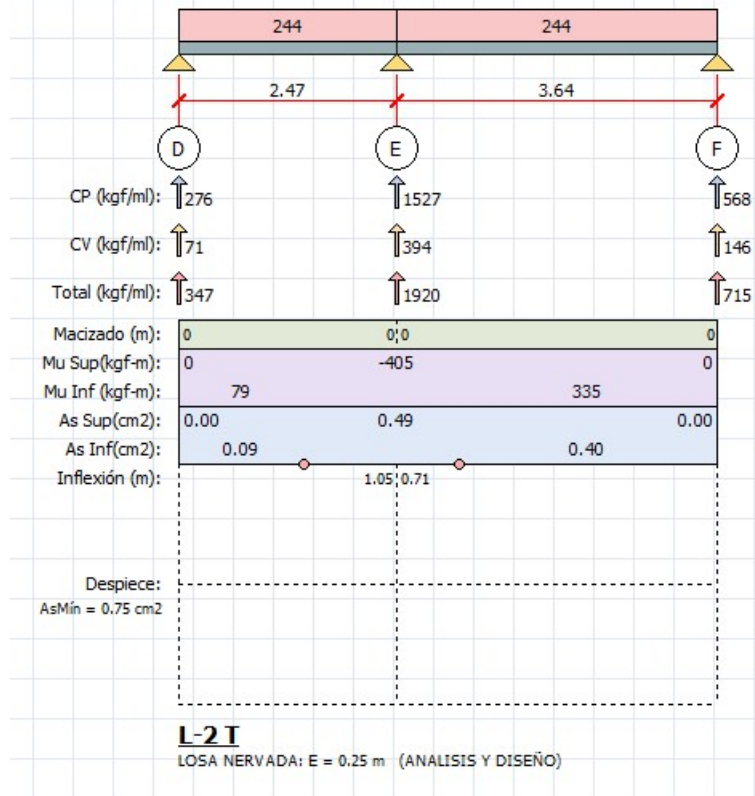 244 244
2.47 3.64
D E F
CP (kgf/ml): 276 1527 568
CV (kgf/ml): 71 394 146
Total (kgf/ml): 347 1920 715
Macizado (m): 0 0 0 0
Mu Sup(kgf-m): 0 -405 0
Mu Inf (kgf-m): 79 335
As Sup(cm2): 0.00 0.49 0.00
As Inf(cm2): 0.09 0.40
Inflexión (m): 1.05 0.71
Despiece:
AsMín = 0.75 cm2
L-2 T
LOSA NERVADA: E = 0.25 m (ANALISIS Y DISEÑO)